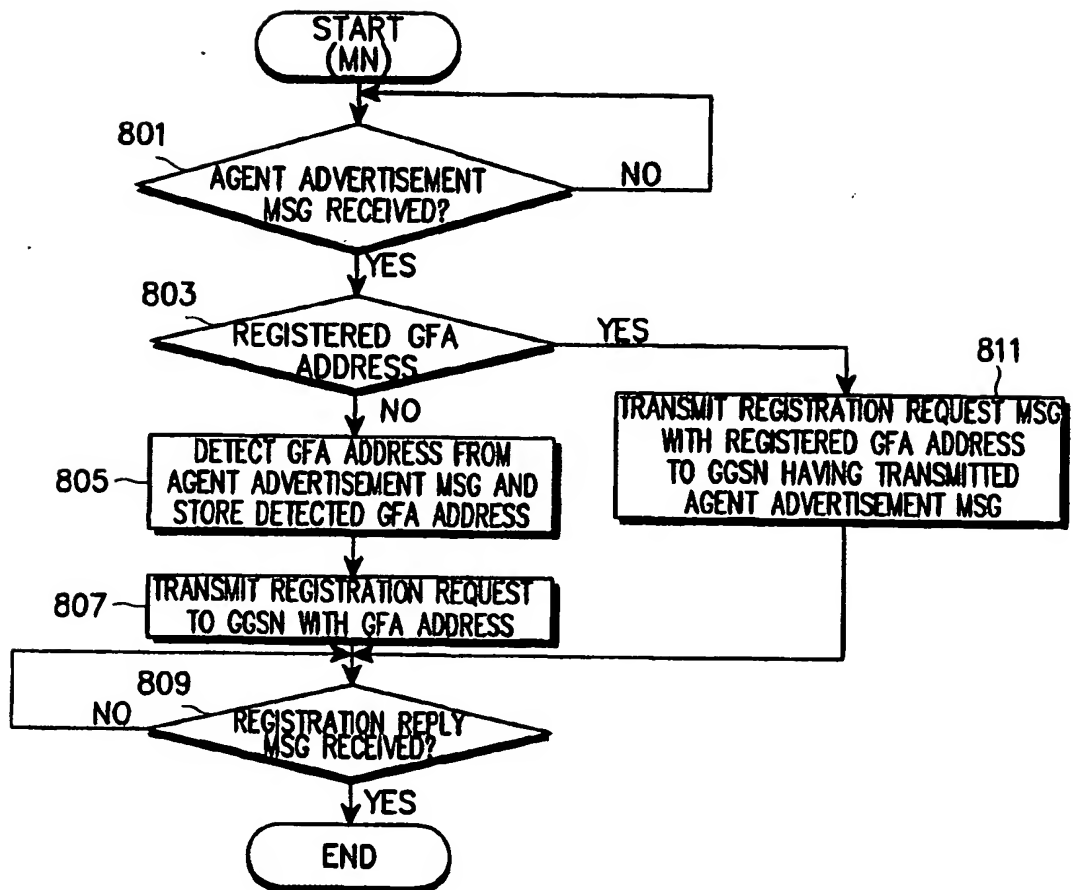 START
(MN)
801
AGENT ADVERTISEMENT
MSG RECEIVED?
NO
YES
803
REGISTERED GFA
ADDRESS
YES
NO
811
TRANSMIT REGISTRATION REQUEST MSG
WITH REGISTERED GFA ADDRESS
TO GGSN HAVING TRANSMITTED
AGENT ADVERTISEMENT MSG
805
DETECT GFA ADDRESS FROM
AGENT ADVERTISEMENT MSG AND
STORE DETECTED GFA ADDRESS
807
TRANSMIT REGISTRATION REQUEST
TO GGSN WITH GFA ADDRESS
809
NO
REGISTRATION REPLY
MSG RECEIVED?
YES
END